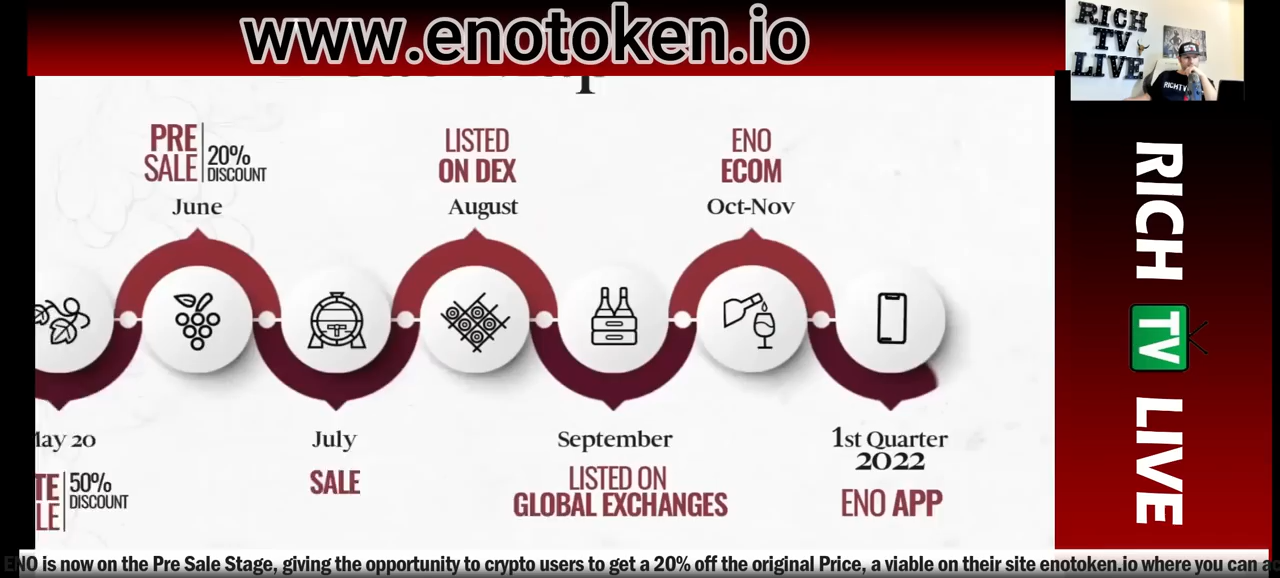 www.enotoken.io
RICH
TV
LIVE
PRE
SALE
20%
DISCOUNT
June
LISTED
ON DEX
August
ENO
ECOM
Oct-Nov
May 20
50%
DISCOUNT
July
SALE
September
LISTED ON
GLOBAL EXCHANGES
1st Quarter
2022
ENO APP
RICH TV LIVE
ENO is now on the Pre Sale Stage, giving the opportunity to crypto users to get a 20% off the original Price, a viable on their site enotoken.io where you can